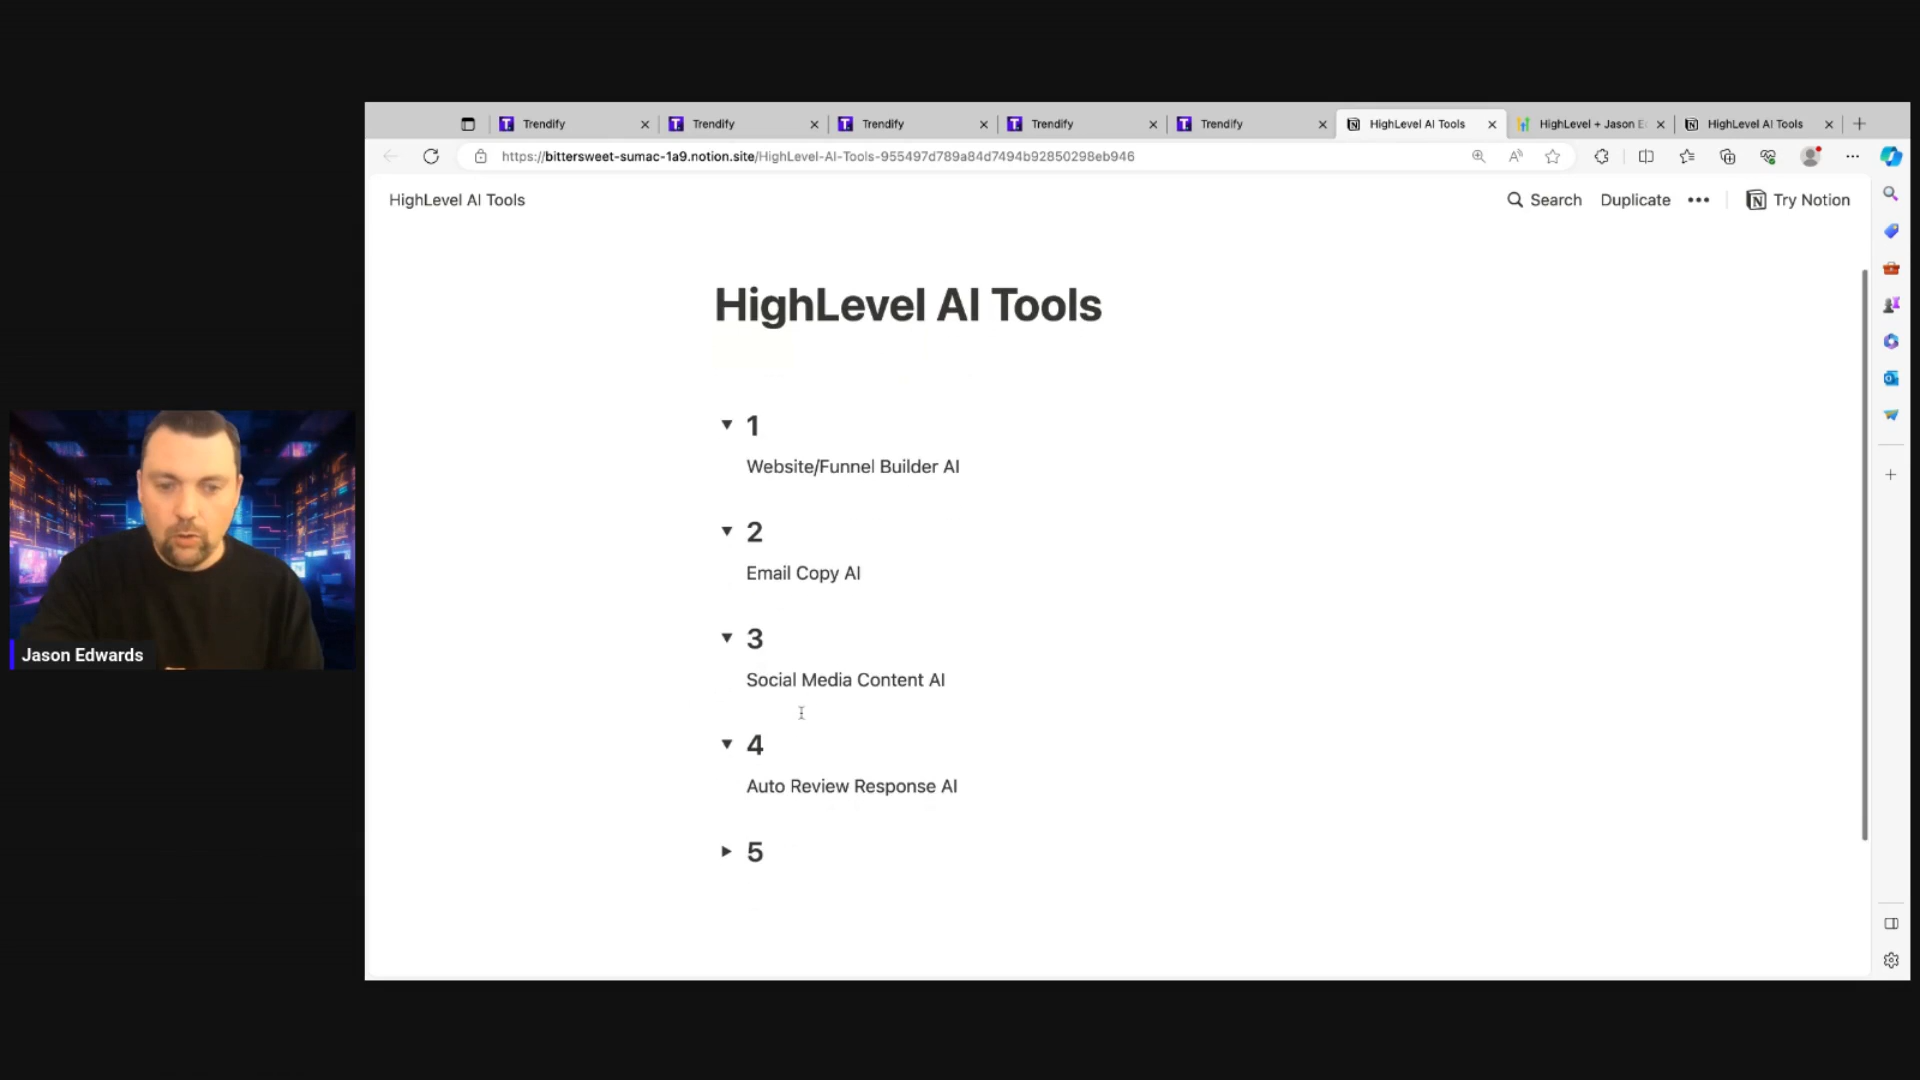 Trendify
Trendify
Trendify
Trendify
Trendify
HighLevel AI Tools
HighLevel + Jason E
HighLevel AI Tools
https://bittersweet-sumac-1a9.notion.site/HighLevel-AI-Tools-955497d789a84d7494b92850298eb946
HighLevel AI Tools
Search
Duplicate
Try Notion
HighLevel AI Tools
1
Website/Funnel Builder AI
2
Email Copy AI
3
Social Media Content AI
4
Auto Review Response AI
5
Jason Edwards